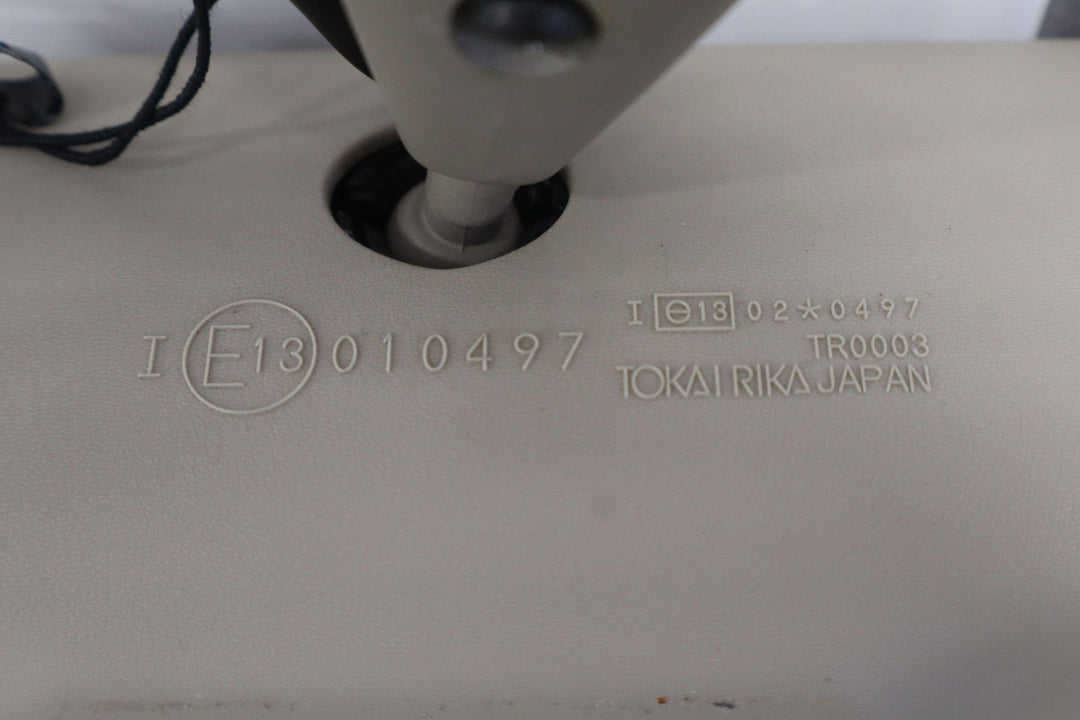 I E13 010497
I e13 02*0497
TR0003
TOKAI RIKA JAPAN